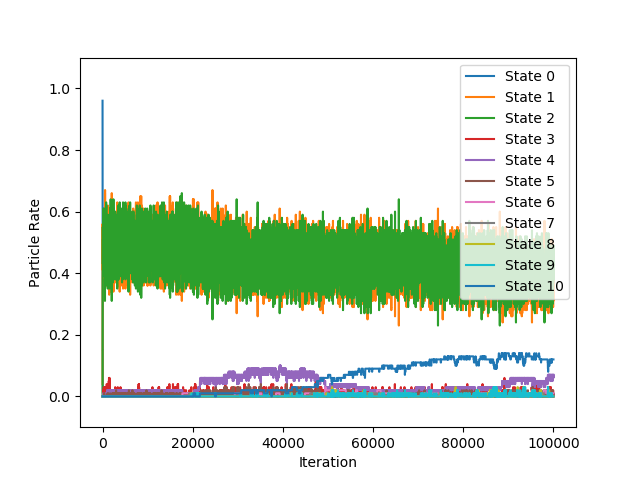 1.0
0.8
0.6
0.4
0.2
0.0
Particle Rate
0 20000 40000 60000 80000 100000
Iteration
State 0
State 1
State 2
State 3
State 4
State 5
State 6
State 7
State 8
State 9
State 10